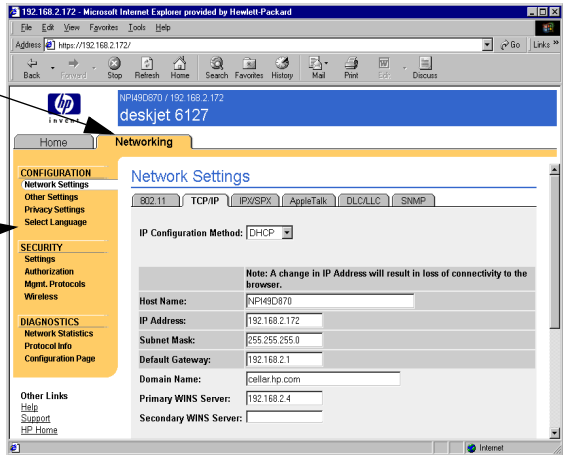 192.168.2.172 - Microsoft Internet Explorer provided by Hewlett-Packard
File Edit View Favorites Tools Help
Address https://192.168.2.172/ Go Links »
Back Forward Stop Refresh Home Search Favorites History Mail Print Edit Discuss
hp
invent
NPI49D870 / 192.168.2.172
deskjet 6127
Home Networking
CONFIGURATION
Network Settings
Other Settings
Privacy Settings
Select Language
SECURITY
Settings
Authorization
Mgmt. Protocols
Wireless
DIAGNOSTICS
Network Statistics
Protocol Info
Configuration Page
Other Links
Help
Support
HP Home
Network Settings
802.11 TCP/IP IPX/SPX AppleTalk DLC/LLC SNMP
IP Configuration Method: DHCP
Note: A change in IP Address will result in loss of connectivity to the
browser.
Host Name: NPI49D870
IP Address: 192.168.2.172
Subnet Mask: 255.255.255.0
Default Gateway: 192.168.2.1
Domain Name: cellar.hp.com
Primary WINS Server: 192.168.2.4
Secondary WINS Server:
Internet